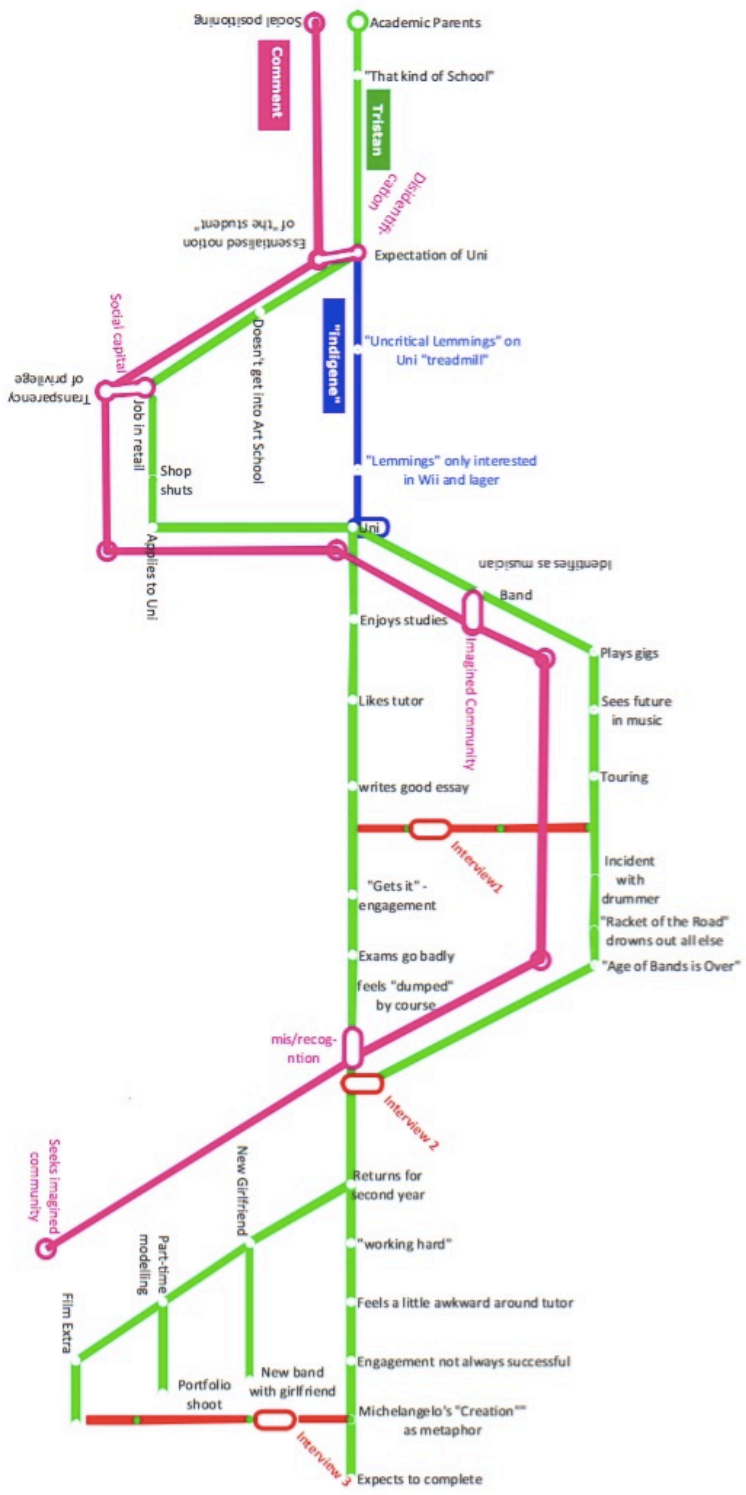 Social positioning
Academic Parents
"That kind of School"
Comment
Tristan
Disidentifi-
cation
Essentialised notion
of "the student"
Expectation of Uni
"indigene"
"Uncritical Lemmings" on
Uni "treadmill"
Social capital
Transparency
of privilege
Doesn't get into Art School
Job in retail
"Lemmings" only interested
in Wii and lager
Shop
shuts
Uni
Applies to Uni
Identifies as musician
Band
Enjoys studies
Imagined Community
Plays gigs
Likes tutor
Sees future
in music
Touring
writes good essay
Interview1
Incident
with
drummer
"Gets it" -
engagement
"Racket of the Road"
drowns out all else
Exams go badly
"Age of Bands is Over"
feels "dumped"
by course
mis/recog-
ntion
Interview 2
Seeks imagined
community
New Girlfriend
Returns for
second year
Part-time
modelling
"working hard"
Film Extra
Feels a little awkward around tutor
Engagement not always successful
Portfolio
shoot
New band
with girlfriend
Michelangelo's "Creation""
as metaphor
Interview 3
Expects to complete